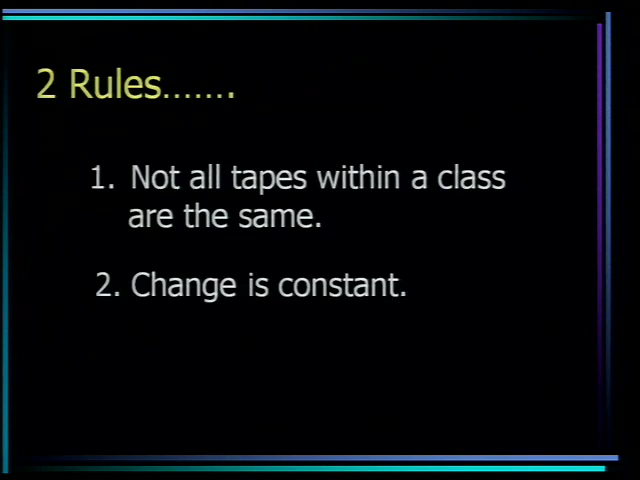 2 Rules…….
1. Not all tapes within a class
are the same.
2. Change is constant.